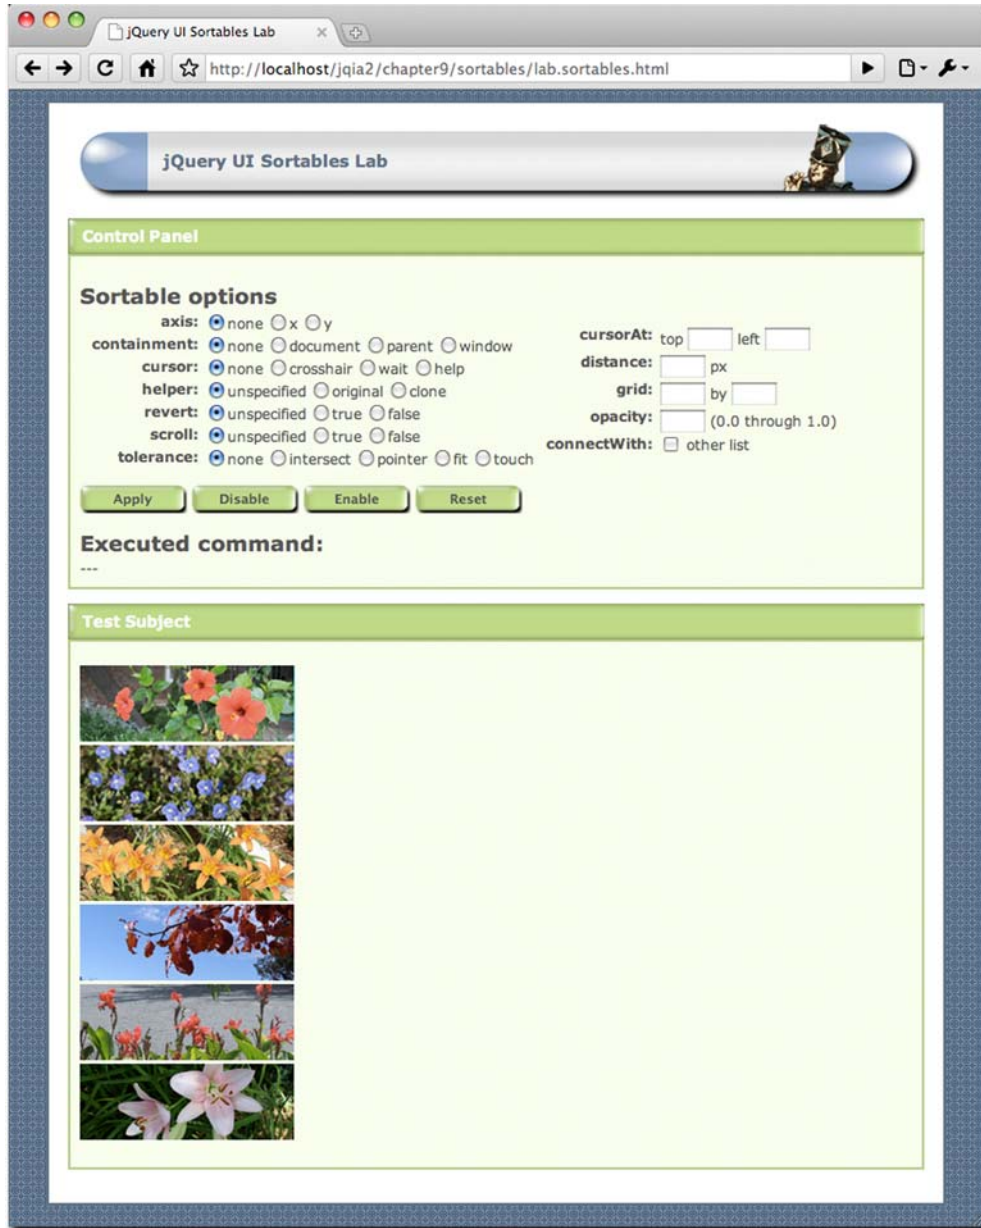 jQuery UI Sortables Lab
http://localhost/jqia2/chapter9/sortables/lab.sortables.html
jQuery UI Sortables Lab
Control Panel
Sortable options
axis: none x y
containment: none document parent window
cursor: none crosshair wait help
helper: unspecified original clone
revert: unspecified true false
scroll: unspecified true false
tolerance: none intersect pointer fit touch
cursorAt: top left
distance: px
grid: by
opacity: (0.0 through 1.0)
connectWith: other list
Apply Disable Enable Reset
Executed command:
---
Test Subject